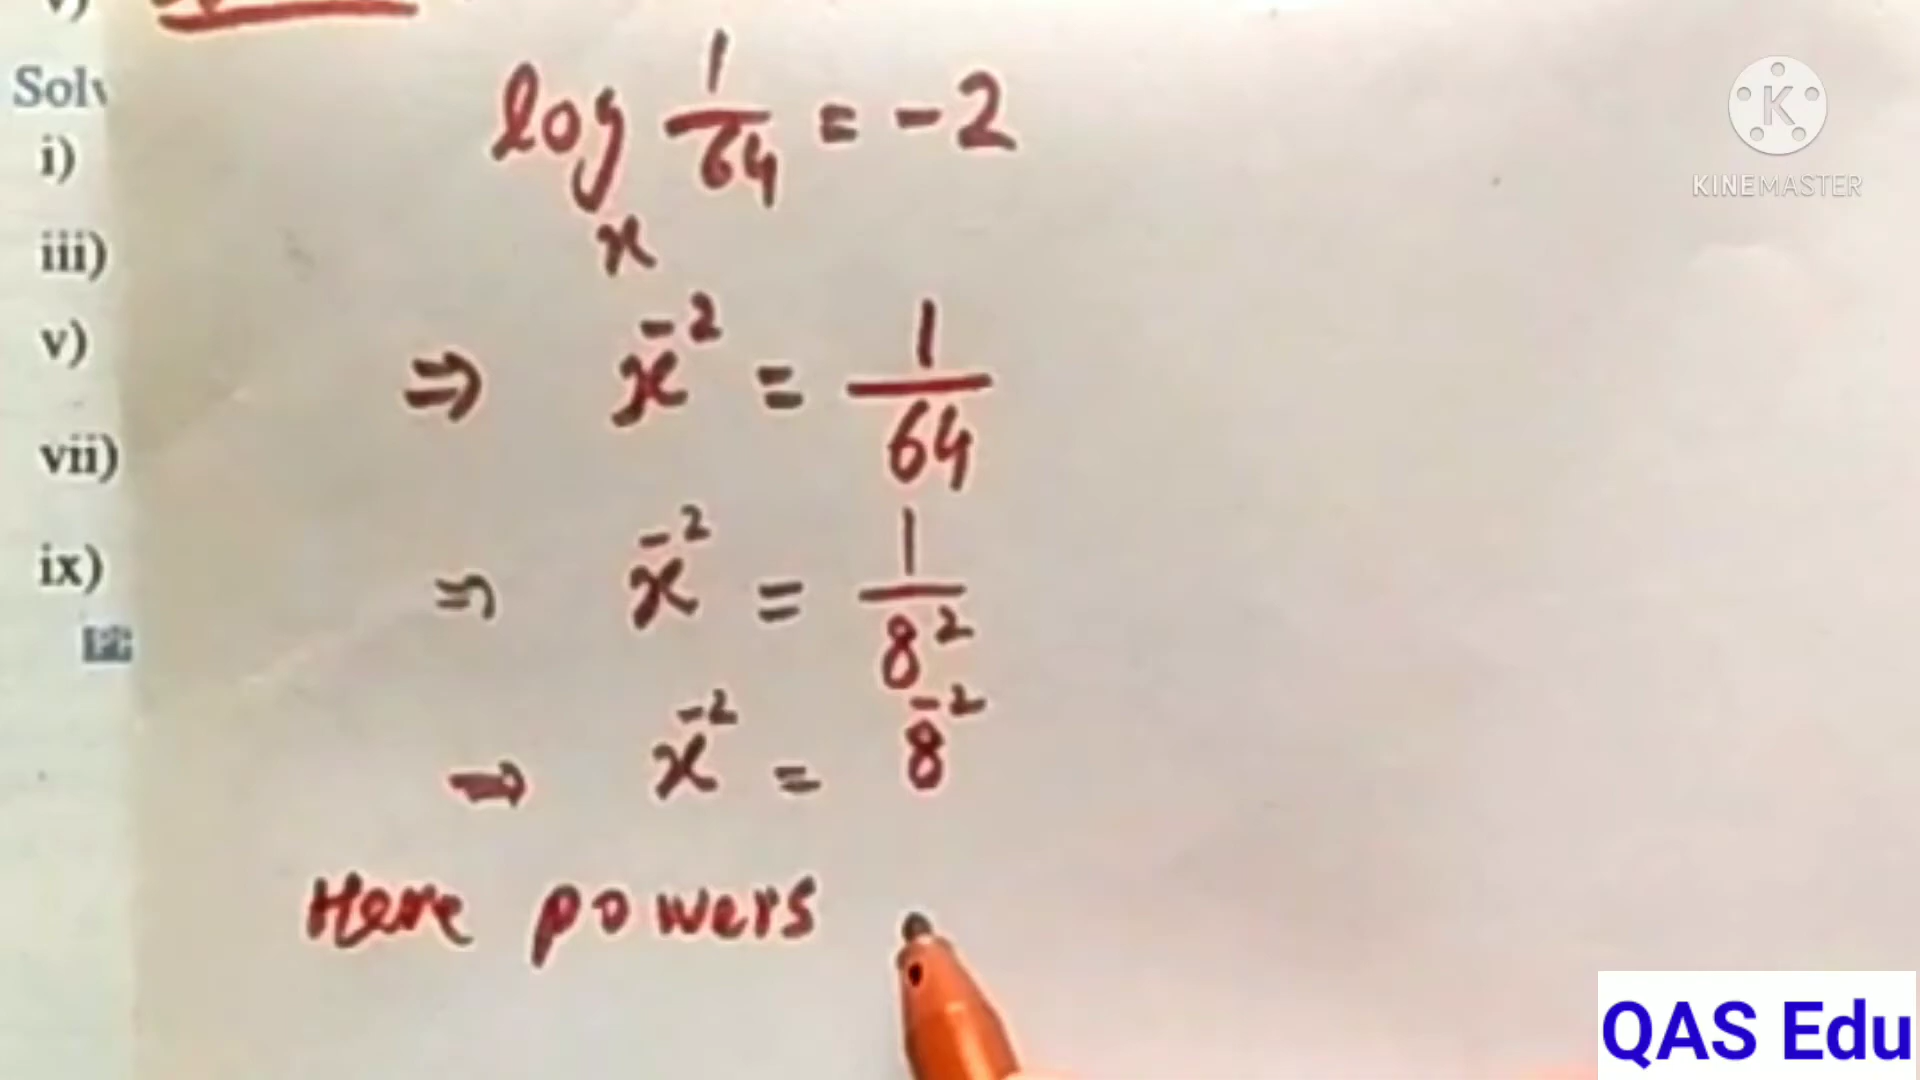 v)
Solv
i)
iii)
v)
vii)
ix)
log_x 1/64 = -2
⇒ x^-2 = 1/64
⇒ x^-2 = 1/8^2
⇒ x^-2 = 8^-2
Here powers
K
KINEMASTER
QAS Edu